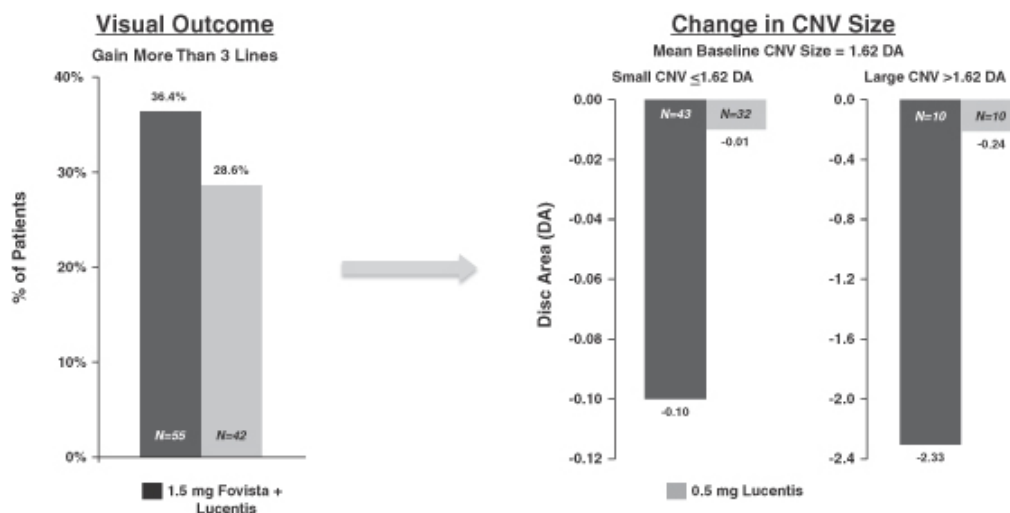 Visual Outcome
Gain More Than 3 Lines
% of Patients
40%
30%
20%
10%
0%
36.4%
28.6%
N=55
N=42
1.5 mg Fovista +
Lucentis
Change in CNV Size
Mean Baseline CNV Size = 1.62 DA
Small CNV ≤1.62 DA
Disc Area (DA)
0.00
-0.02
-0.04
-0.06
-0.08
-0.10
-0.12
N=43
N=32
-0.01
-0.10
Large CNV >1.62 DA
0.0
-0.4
-0.8
-1.2
-1.6
-2.0
-2.4
N=10
N=10
-0.24
-2.33
0.5 mg Lucentis